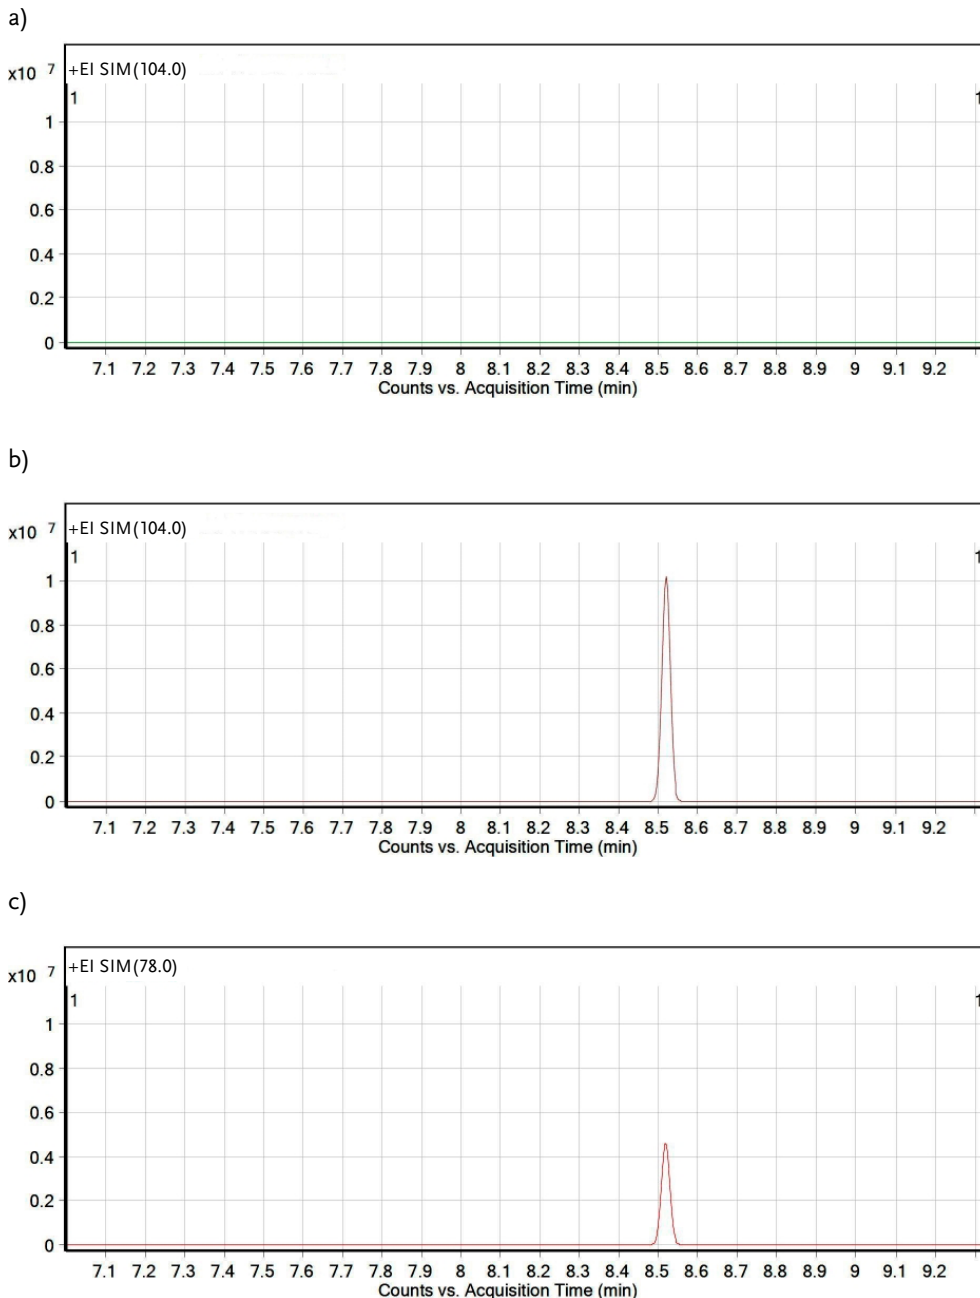 a)
x10 7 +EI SIM(104.0)
1 1
1
0.8
0.6
0.4
0.2
0
7.1 7.2 7.3 7.4 7.5 7.6 7.7 7.8 7.9 8 8.1 8.2 8.3 8.4 8.5 8.6 8.7 8.8 8.9 9 9.1 9.2
Counts vs. Acquisition Time (min)
b)
x10 7 +EI SIM(104.0)
1 1
1
0.8
0.6
0.4
0.2
0
7.1 7.2 7.3 7.4 7.5 7.6 7.7 7.8 7.9 8 8.1 8.2 8.3 8.4 8.5 8.6 8.7 8.8 8.9 9 9.1 9.2
Counts vs. Acquisition Time (min)
c)
x10 7 +EI SIM(78.0)
1 1
1
0.8
0.6
0.4
0.2
0
7.1 7.2 7.3 7.4 7.5 7.6 7.7 7.8 7.9 8 8.1 8.2 8.3 8.4 8.5 8.6 8.7 8.8 8.9 9 9.1 9.2
Counts vs. Acquisition Time (min)